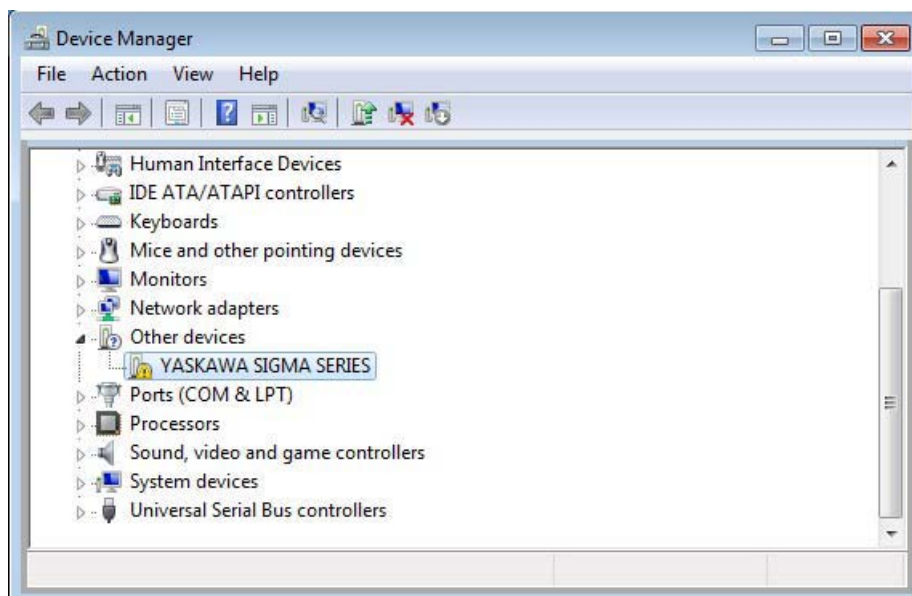 Device Manager
File Action View Help
Human Interface Devices
IDE ATA/ATAPI controllers
Keyboards
Mice and other pointing devices
Monitors
Network adapters
Other devices
YASKAWA SIGMA SERIES
Ports (COM & LPT)
Processors
Sound, video and game controllers
System devices
Universal Serial Bus controllers